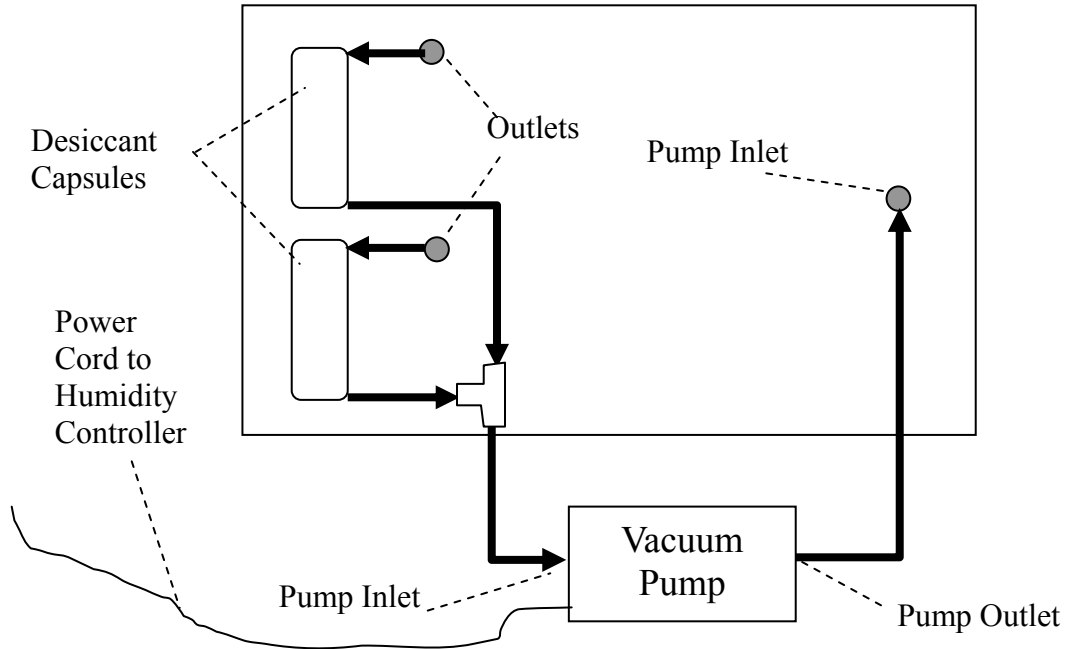 Outlets
Desiccant
Capsules
Pump Inlet
Power
Cord to
Humidity
Controller
Vacuum
Pump
Pump Inlet
Pump Outlet